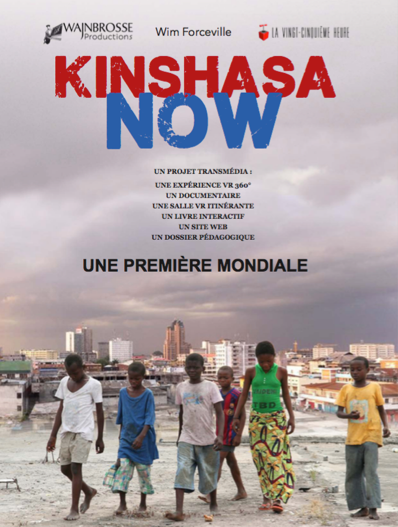 WAJNBROSSE
Productions
Wim Forceville
LA VINGT-CINQUIÈME HEURE
KINSHASA
NOW
UN PROJET TRANSMÉDIA :
UNE EXPÉRIENCE VR 360°
UN DOCUMENTAIRE
UNE SALLE VR ITINÉRANTE
UN LIVRE INTERACTIF
UN SITE WEB
UN DOSSIER PÉDAGOGIQUE
UNE PREMIÈRE MONDIALE